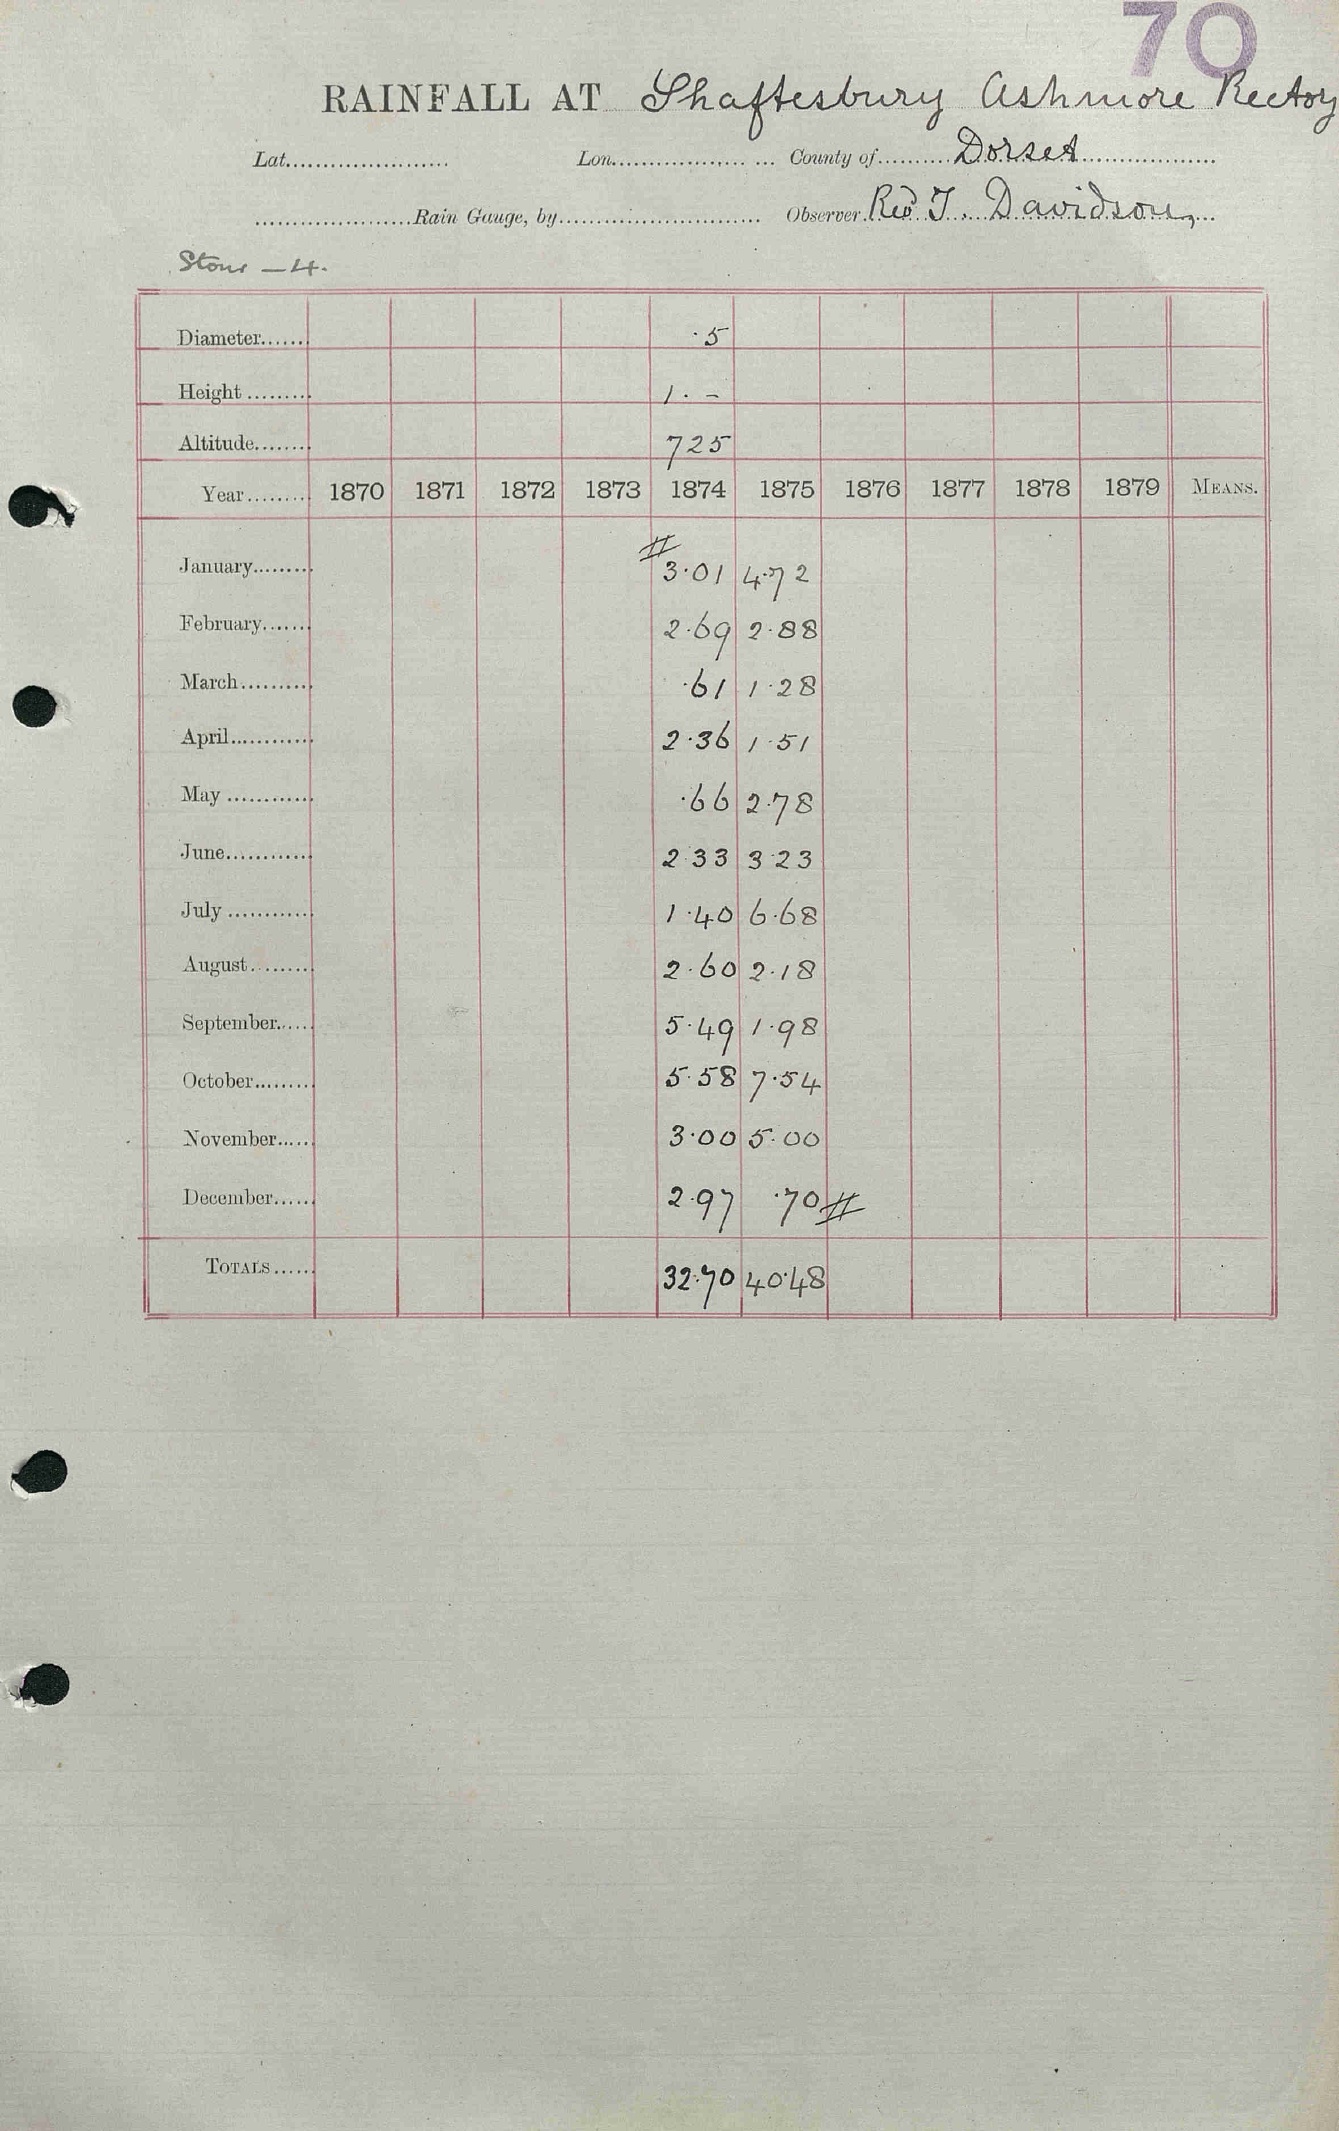 70
RAINFALL AT Shaftesbury Ashmore Rectory
Lat...................... Lon...................... County of..........Dorset..................
.....................Rain Gauge, by........................... Observer.Rev J. Davidson,...
Stour - 4.
Diameter...... ·5
Height ......... 1. -
Altitude........ 725
Year........ 1870 1871 1872 1873 1874 1875 1876 1877 1878 1879 MEANS.
January......... # 3·01 4·72
February....... 2·69 2·88
March.......... ·61 1·28
April............ 2·36 1·51
May ............ ·66 2·78
June............ 2·33 3·23
July ............ 1·40 6·68
August......... 2·60 2·18
September..... 5·49 1·98
October........ 5·58 7·54
November..... 3·00 5·00
December...... 2·97 ·70 #
TOTALS...... 32·70 40·48